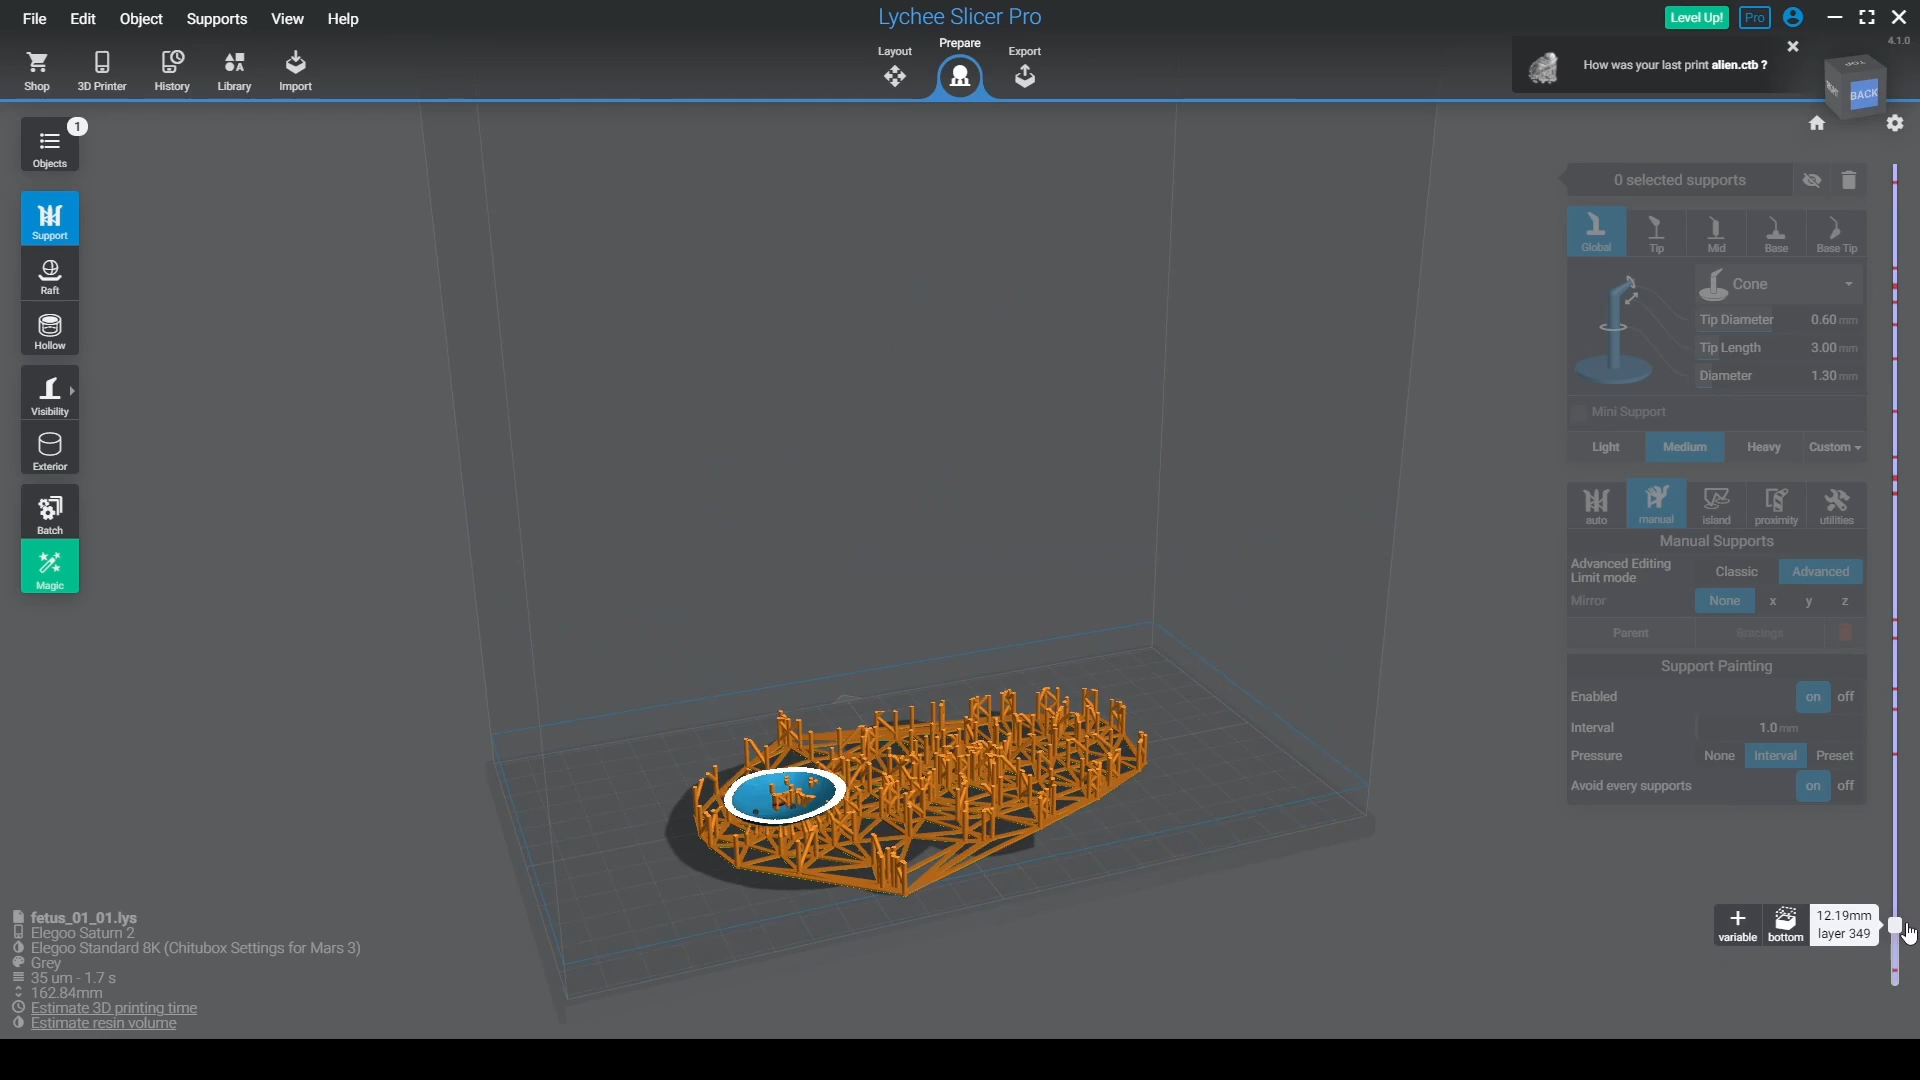 File Edit Object Supports View Help
Lychee Slicer Pro
Level Up! Pro
4.1.0
Shop 3D Printer History Library Import
Layout Prepare Export
How was your last print alien.ctb ?
TOP
RIGHT
BACK
1
Objects
Support
Raft
Hollow
Visibility
Exterior
Batch
Magic
0 selected supports
Global Tip Mid Base Base Tip
Cone
Tip Diameter 0.60 mm
Tip Length 3.00 mm
Diameter 1.30 mm
Mini Support
Light Medium Heavy Custom
auto manual island proximity utilities
Manual Supports
Advanced Editing
Limit mode Classic Advanced
Mirror None x y z
Parent Bracings
Support Painting
Enabled on off
Interval 1.0 mm
Pressure None Interval Preset
Avoid every supports on off
variable bottom
12.19mm
layer 349
fetus_01_01.lys
Elegoo Saturn 2
Elegoo Standard 8K (Chitubox Settings for Mars 3)
Grey
35 um - 1.7 s
162.84mm
Estimate 3D printing time
Estimate resin volume